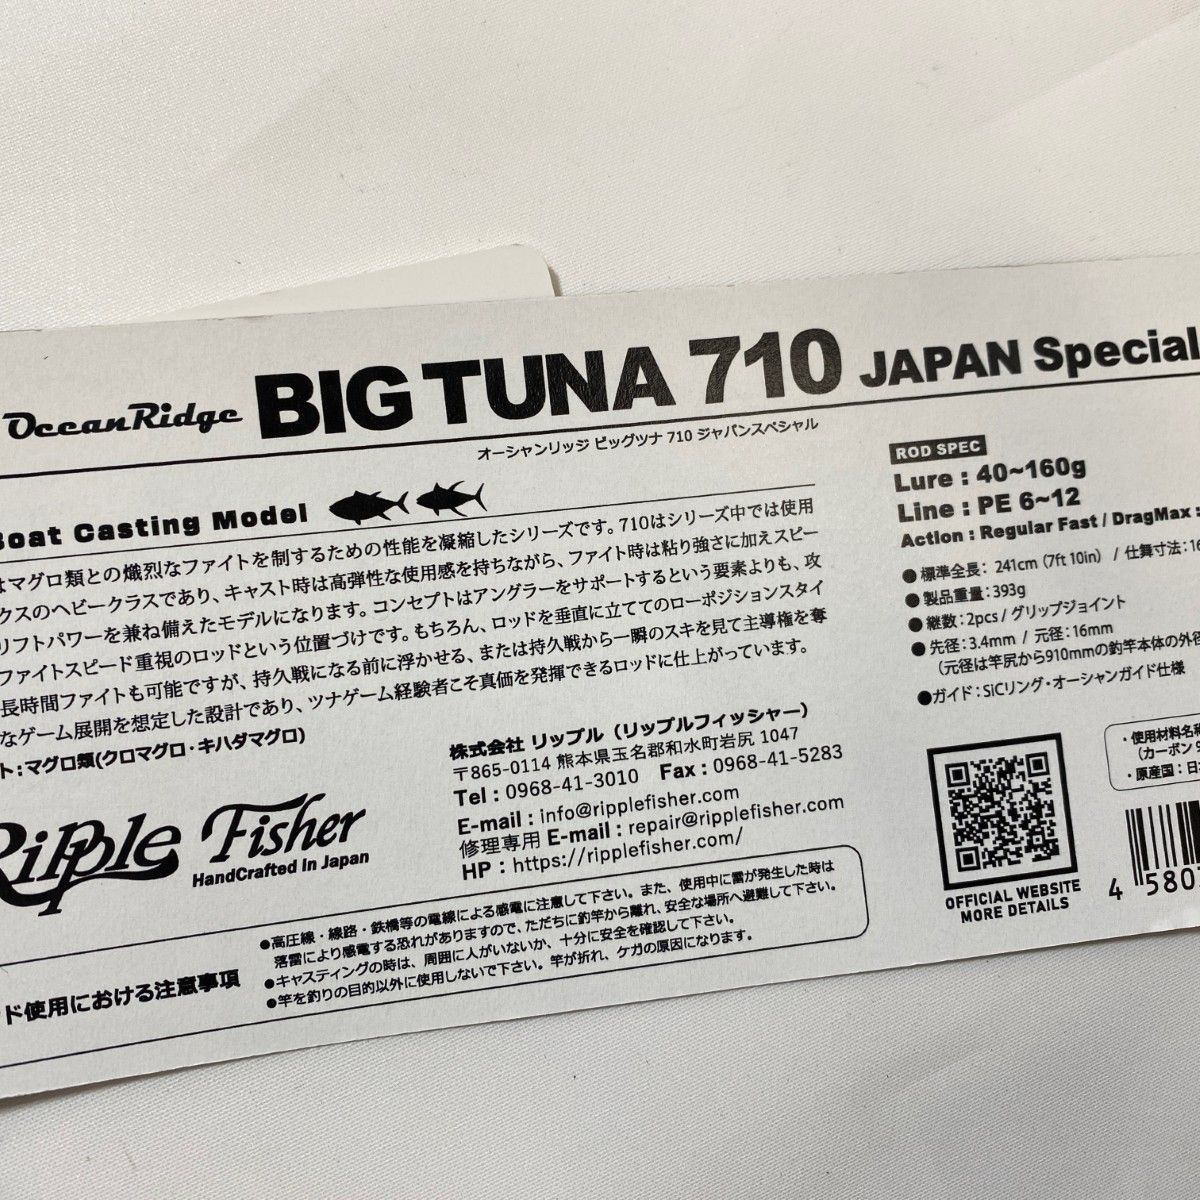 OceanRidge BIG TUNA 710 JAPAN Special
オーシャンリッジ ビッグツナ 710 ジャパンスペシャル
Boat Casting Model
はマグロ類との熾烈なファイトを制するための性能を凝縮したシリーズです。710はシリーズ中では使用
クスのヘビークラスであり、キャスト時は高弾性な使用感を持ちながら、ファイト時は粘り強さに加えスピー
リフトパワーを兼ね備えたモデルになります。コンセプトはアングラーをサポートするという要素よりも、攻
ファイトスピード重視のロッドという位置づけです。もちろん、ロッドを垂直に立ててのローポジションスタイ
長時間ファイトも可能ですが、持久戦になる前に浮かせる、または持久戦から一瞬のスキを見て主導権を奪
なゲーム展開を想定した設計であり、ツナゲーム経験者こそ真価を発揮できるロッドに仕上がっています。
ト：マグロ類(クロマグロ・キハダマグロ)
Ripple Fisher
HandCrafted In Japan
株式会社 リップル（リップルフィッシャー）
〒865-0114 熊本県玉名郡和水町岩尻 1047
Tel：0968-41-3010 Fax：0968-41-5283
E-mail：info@ripplefisher.com
修理専用 E-mail：repair@ripplefisher.com
HP：https://ripplefisher.com/
ド使用における注意事項
●高圧線・線路・鉄橋等の電線による感電に注意して下さい。また、使用中に雷が発生した時は
落雷により感電する恐れがありますので、ただちに釣竿から離れ、安全な場所へ避難して下さい。
●キャスティングの時は、周囲に人がいないか、十分に安全を確認して下さい。
●竿を釣りの目的以外に使用しないで下さい。竿が折れ、ケガの原因になります。
ROD SPEC
Lure：40~160g
Line：PE 6~12
Action：Regular Fast / DragMax：
●標準全長：241cm（7ft 10in）/ 仕舞寸法：16
●製品重量：393g
●継数：2pcs / グリップジョイント
●先径：3.4mm / 元径：16mm
（元径は竿尻から910mmの釣竿本体の外径
●ガイド：SiCリング・オーシャンガイド仕様
OFFICIAL WEBSITE
MORE DETAILS
・使用材料名称
（カーボン 9
・原産国：日
4 580